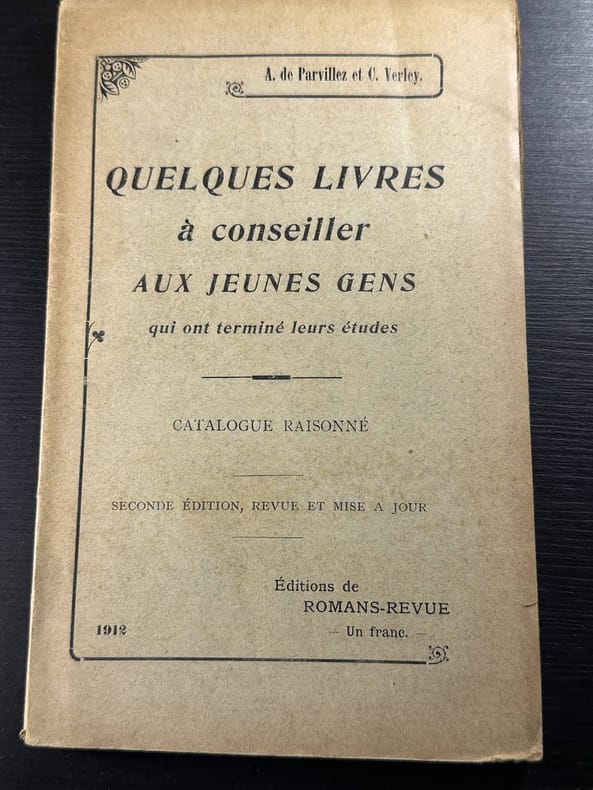 A. de Parvillez et C. Verley.
QUELQUES LIVRES
à conseiller
AUX JEUNES GENS
qui ont terminé leurs études
CATALOGUE RAISONNÉ
SECONDE ÉDITION, REVUE ET MISE A JOUR
Éditions de
ROMANS-REVUE
1912
— Un franc. —